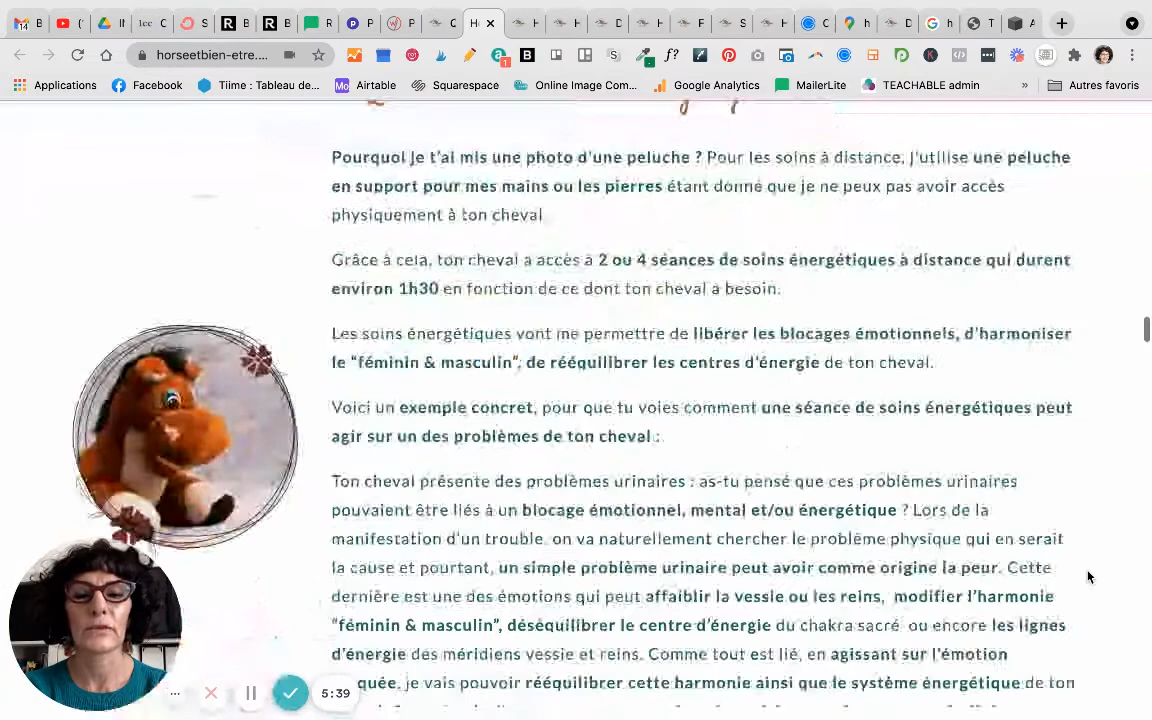 B
(
lcc C
S
R B
R B
R
P
P
C
H
H
H
D
H
F
S
H
C
h
D
h
T
A
14
horseetbien-etre....
f?
1
Applications
Facebook
Tiime : Tableau de...
Airtable
Squarespace
Online Image Com...
Google Analytics
MailerLite
TEACHABLE admin
»
Autres favoris
Pourquoi je t'ai mis une photo d'une peluche ? Pour les soins à distance, j'utilise une peluche
en support pour mes mains ou les pierres étant donné que je ne peux pas avoir accès
physiquement à ton cheval
Grâce à cela, ton cheval a accès à 2 ou 4 séances de soins énergétiques à distance qui durent
environ 1h30 en fonction de ce dont ton cheval a besoin.
Les soins énergétiques vont me permettre de libérer les blocages émotionnels, d'harmoniser
le "féminin & masculin", de rééquilibrer les centres d'énergie de ton cheval.
Voici un exemple concret, pour que tu voies comment une séance de soins énergétiques peut
agir sur un des problèmes de ton cheval :
Ton cheval présente des problèmes urinaires : as-tu pensé que ces problèmes urinaires
pouvaient être liés à un blocage émotionnel, mental et/ou énergétique ? Lors de la
manifestation d'un trouble, on va naturellement chercher le problème physique qui en serait
la cause et pourtant, un simple problème urinaire peut avoir comme origine la peur. Cette
dernière est une des émotions qui peut affaiblir la vessie ou les reins, modifier l'harmonie
"féminin & masculin", déséquilibrer le centre d'énergie du chakra sacré ou encore les lignes
d'énergie des méridiens vessie et reins. Comme tout est lié, en agissant sur l'émotion
quée, je vais pouvoir rééquilibrer cette harmonie ainsi que le système énergétique de ton
5:39